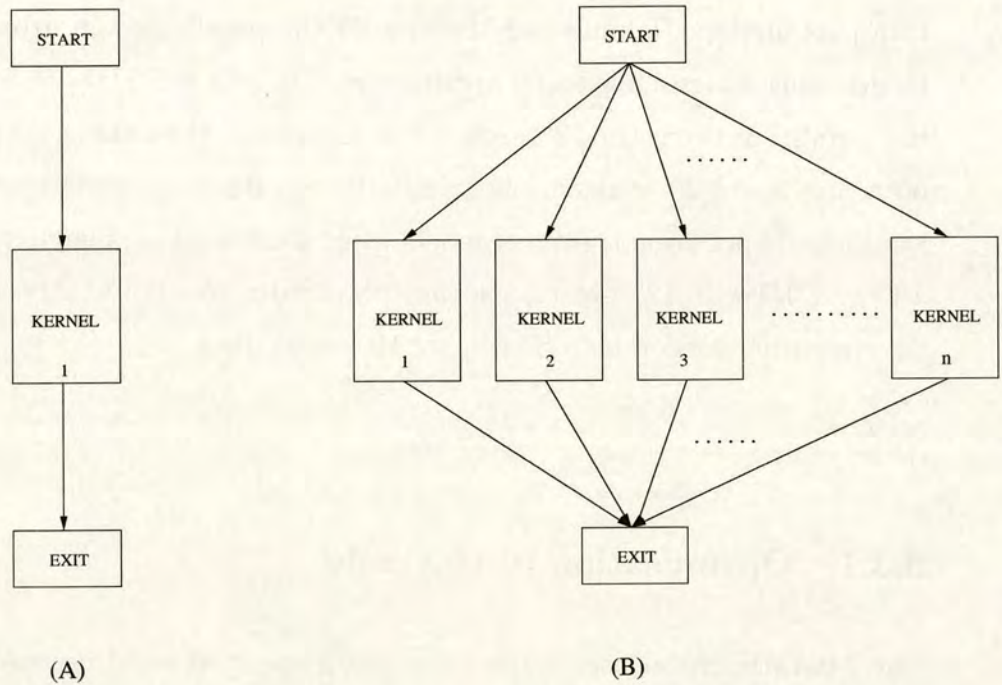 START
KERNEL
1
EXIT
(A)
START
......
KERNEL
1
KERNEL
2
KERNEL
3
.........
KERNEL
n
......
EXIT
(B)